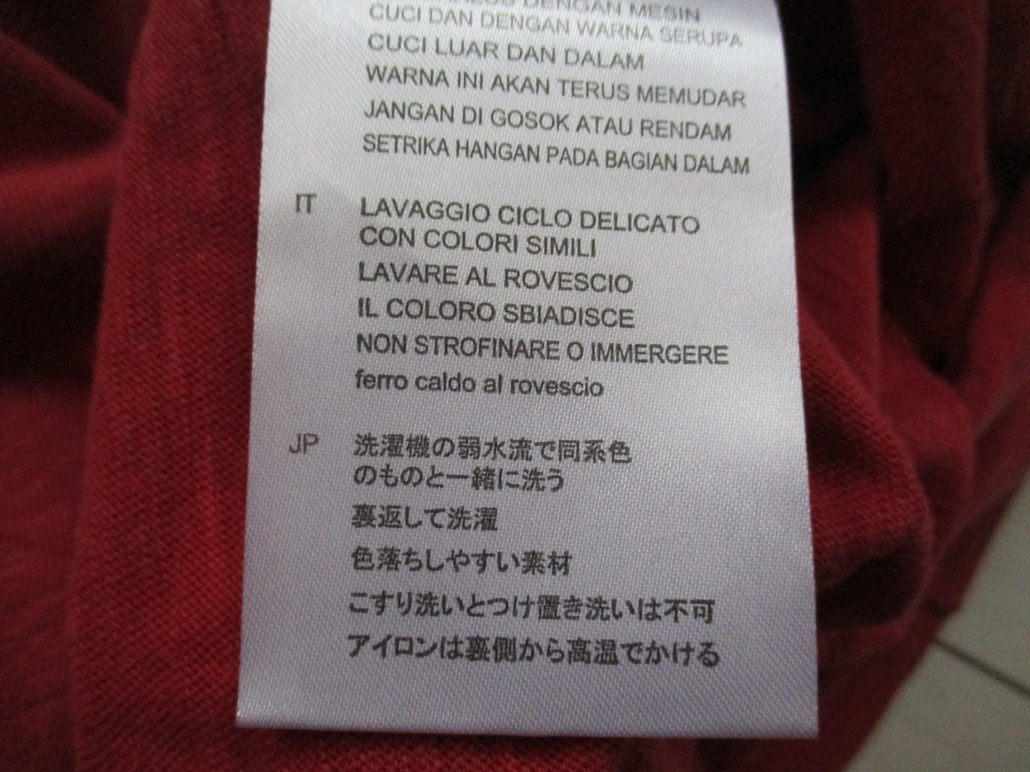 DENGAN MESIN
CUCI DAN DENGAN WARNA SERUPA
CUCI LUAR DAN DALAM
WARNA INI AKAN TERUS MEMUDAR
JANGAN DI GOSOK ATAU RENDAM
SETRIKA HANGAN PADA BAGIAN DALAM
IT LAVAGGIO CICLO DELICATO
CON COLORI SIMILI
LAVARE AL ROVESCIO
IL COLORO SBIADISCE
NON STROFINARE O IMMERGERE
ferro caldo al rovescio
JP 洗濯機の弱水流で同系色
のものと一緒に洗う
裏返して洗濯
色落ちしやすい素材
こすり洗いとつけ置き洗いは不可
アイロンは裏側から高温でかける